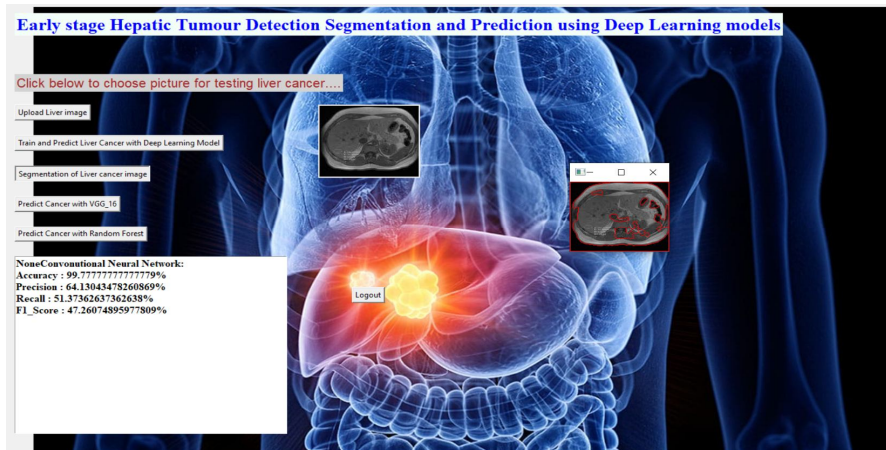 Early stage Hepatic Tumour Detection Segmentation and Prediction using Deep Learning models
Click below to choose picture for testing liver cancer....
Upload Liver image
Train and Predict Liver Cancer with Deep Learning Model
Segmentation of Liver cancer image
Predict Cancer with VGG_16
Predict Cancer with Random Forest
NoneConvonutional Neural Network:
Accuracy : 99.77777777777779%
Precision : 64.13043478260869%
Recall : 51.37362637362638%
F1_Score : 47.26074895977809%
Logout